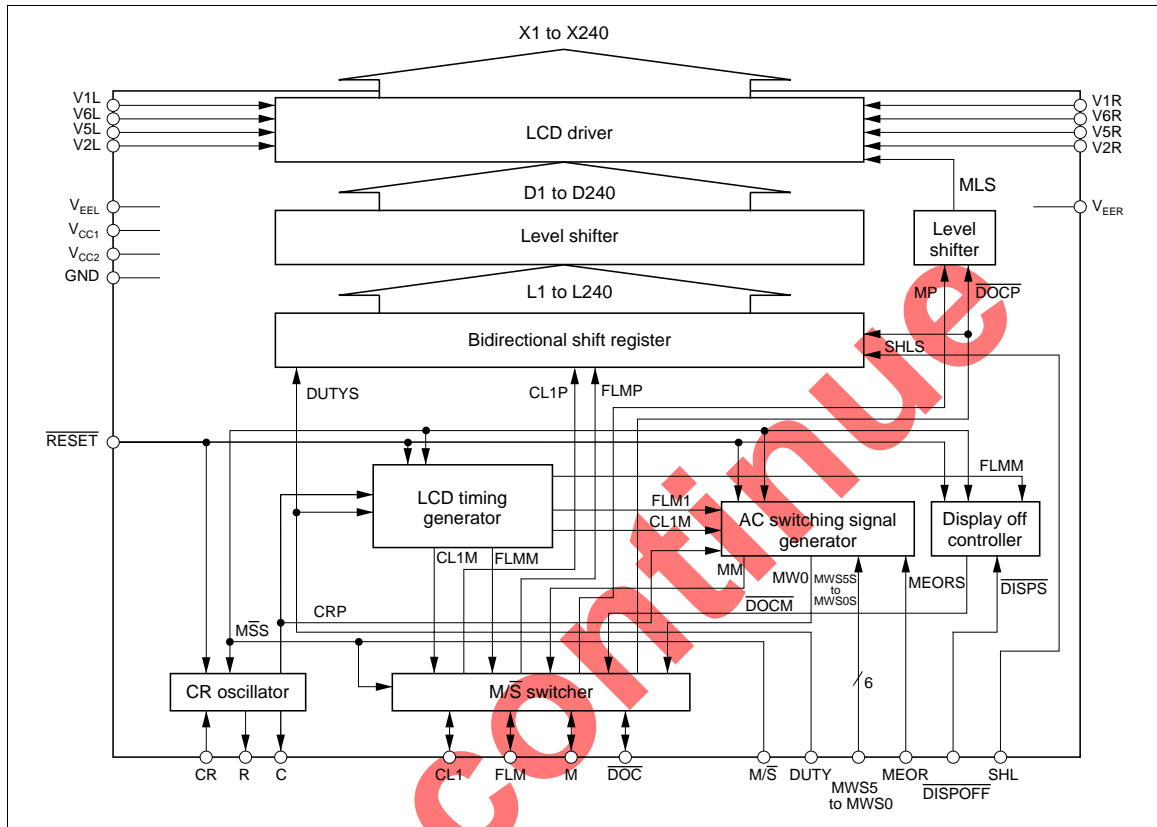 X1 to X240
V1L
V6L
V5L
V2L
LCD driver
V1R
V6R
V5R
V2R
MLS
D1 to D240
VEEL
VCC1
VCC2
GND
Level shifter
Level
shifter
VEER
L1 to L240
MP
DOCP
Bidirectional shift register
SHLS
DUTYS
CL1P
FLMP
RESET
LCD timing
generator
FLMM
FLM1
CL1M
AC switching signal
generator
Display off
controller
CL1M
FLMM
MM
MW0
MWS5S
to
MWS0S
MEORS
DISPS
DOCM
CRP
MSS
CR oscillator
M/S switcher
6
CR
R
C
CL1
FLM
M
DOC
M/S
DUTY
MWS5
to MWS0
MEOR
DISPOFF
SHL
continue